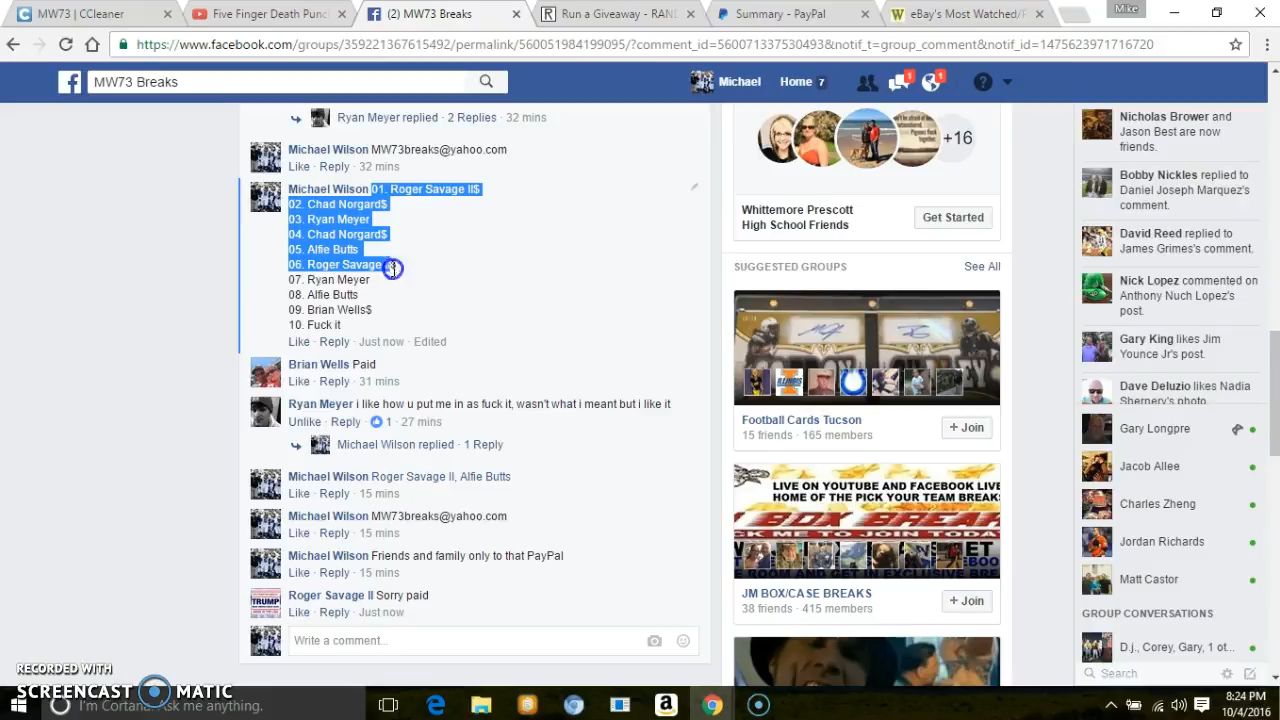 Mike
(2) MW73 | CCleaner
Five Finger Death Punc
(2) MW73 Breaks
Run a Giveaway - RAND
Summary - PayPal
eBay's Most Watched/P
https://www.facebook.com/groups/359221367615492/permalink/560051984199095/?comment_id=560071337530493&notif_t=group_comment&notif_id=1475623971716720
MW73 Breaks
Michael
Home 7
1
1
Ryan Meyer replied · 2 Replies · 32 mins
Michael Wilson MW73breaks@yahoo.com
Like · Reply · 32 mins
Michael Wilson 01. Roger Savage II$
02. Chad Norgard$
03. Ryan Meyer
04. Chad Norgard$
05. Alfie Butts
06. Roger Savage
07. Ryan Meyer
08. Alfie Butts
09. Brian Wells$
10. Fuck it
Like · Reply · Just now · Edited
Brian Wells Paid
Like · Reply · 31 mins
Ryan Meyer i like how u put me in as fuck it, wasn't what i meant but i like it
Unlike · Reply · 1 · 27 mins
Michael Wilson replied · 1 Reply
Michael Wilson Roger Savage II, Alfie Butts
Like · Reply · 15 mins
Michael Wilson MW73breaks@yahoo.com
Like · Reply · 15 mins
Michael Wilson Friends and family only to that PayPal
Like · Reply · 15 mins
Roger Savage II Sorry paid
Like · Reply · Just now
TRUMP
Write a comment...
+16
Whittemore Prescott
High School Friends
Get Started
SUGGESTED GROUPS
See All
ILLINOIS
Football Cards Tucson
15 friends · 165 members
+ Join
LIVE ON YOUTUBE AND FACEBOOK LIVE
HOME OF THE PICK YOUR TEAM BREAKS
JM BOX/CASE BREAKS
38 friends · 415 members
+ Join
Nicholas Brower and
Jason Best are now
friends.
Bobby Nickles replied to
Daniel Joseph Marquez's
comment.
David Reed replied to
James Grimes's comment.
Nick Lopez commented on
Anthony Nuch Lopez's
post.
Gary King likes Jim
Younce Jr's post.
Dave Deluzio likes Nadia
Shernery's photo.
Gary Longpre
Jacob Allee
Charles Zheng
Jordan Richards
Matt Castor
GROUP CONVERSATIONS
D.j., Corey, Gary, 1 ot...
Search
RECORDED WITH
SCREENCAST MATIC
I'm Cortana. Ask me anything.
8:24 PM
10/4/2016